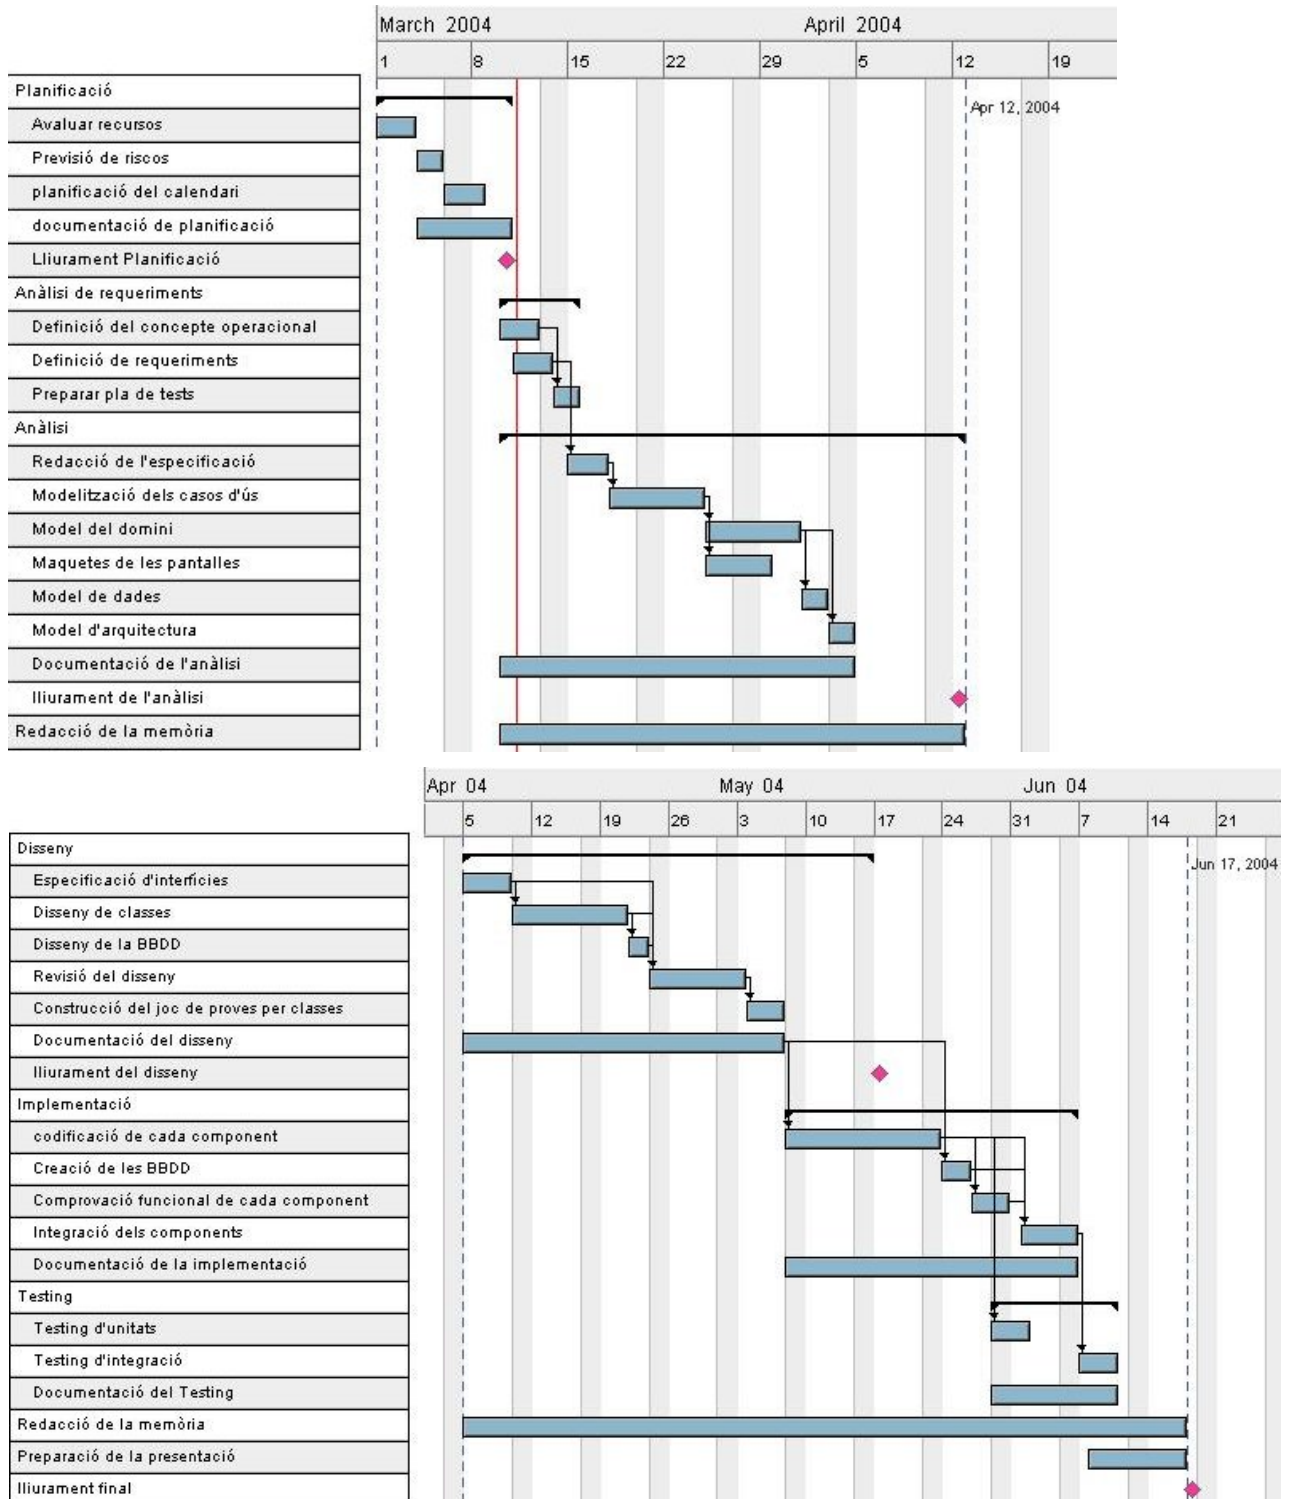 March 2004 April 2004
1 8 15 22 29 5 12 19
Planificació
Apr 12, 2004
Avaluar recursos
Previsió de riscos
planificació del calendari
documentació de planificació
Lliurament Planificació
Anàlisi de requeriments
Definició del concepte operacional
Definició de requeriments
Preparar pla de tests
Anàlisi
Redacció de l'especificació
Modelització dels casos d'ús
Model del domini
Maquetes de les pantalles
Model de dades
Model d'arquitectura
Documentació de l'anàlisi
lliurament de l'anàlisi
Redacció de la memòria
Apr 04 May 04 Jun 04
5 12 19 26 3 10 17 24 31 7 14 21
Disseny
Jun 17, 2004
Especificació d'interfícies
Disseny de classes
Disseny de la BBDD
Revisió del disseny
Construcció del joc de proves per classes
Documentació del disseny
lliurament del disseny
Implementació
codificació de cada component
Creació de les BBDD
Comprovació funcional de cada component
Integració dels components
Documentació de la implementació
Testing
Testing d'unitats
Testing d'integració
Documentació del Testing
Redacció de la memòria
Preparació de la presentació
lliurament final